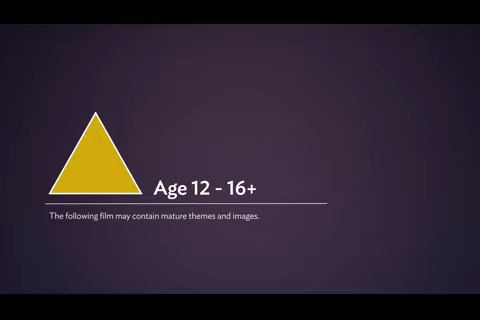 Age 12 - 16+
The following film may contain mature themes and images.